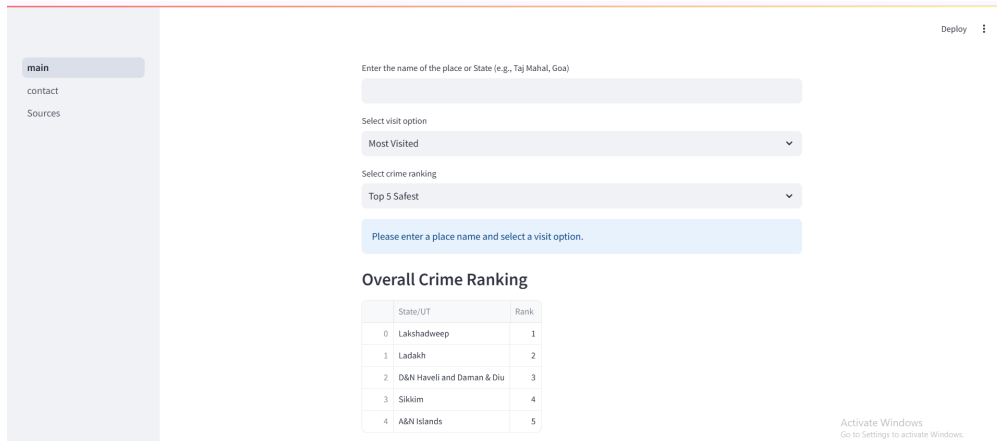 Deploy
main
contact
Sources
Enter the name of the place or State (e.g., Taj Mahal, Goa)
Select visit option
Most Visited
Select crime ranking
Top 5 Safest
Please enter a place name and select a visit option.
Overall Crime Ranking
State/UT Rank
0 Lakshadweep 1
1 Ladakh 2
2 D&N Haveli and Daman & Diu 3
3 Sikkim 4
4 A&N Islands 5
Activate Windows
Go to Settings to activate Windows.